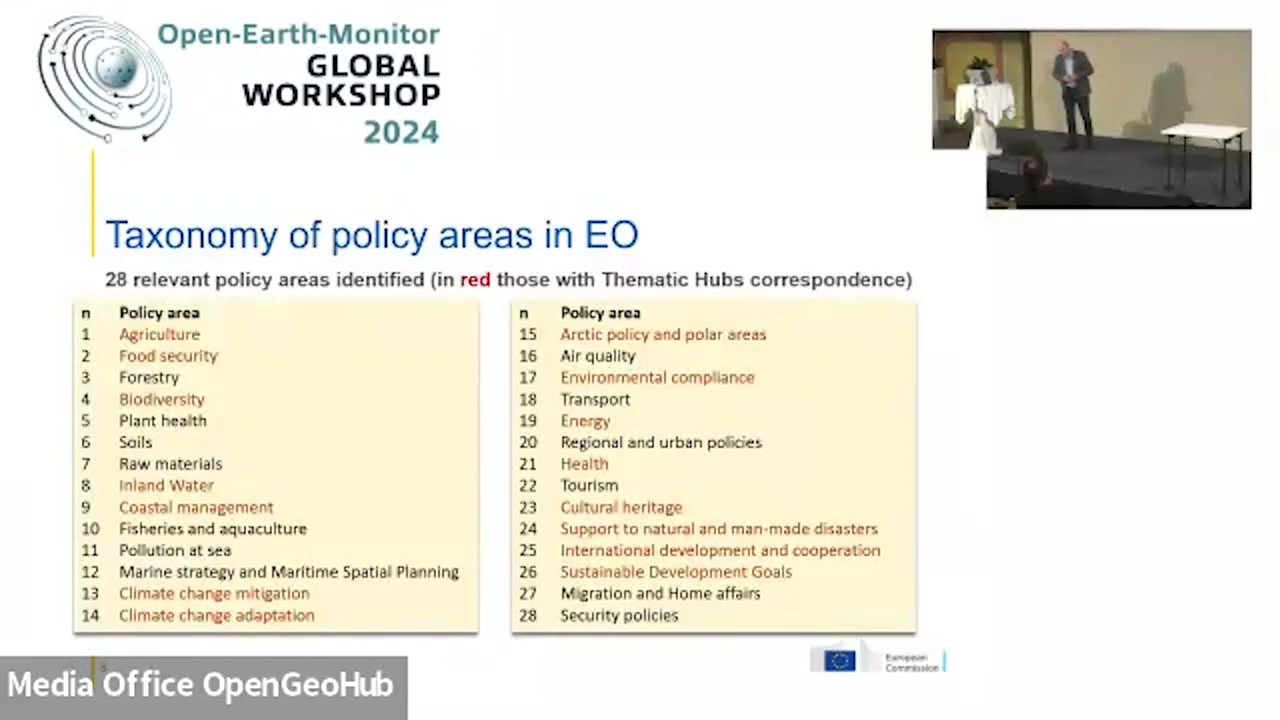 Open-Earth-Monitor
GLOBAL
WORKSHOP
2024
Taxonomy of policy areas in EO
28 relevant policy areas identified (in red those with Thematic Hubs correspondence)
n Policy area
1 Agriculture
2 Food security
3 Forestry
4 Biodiversity
5 Plant health
6 Soils
7 Raw materials
8 Inland Water
9 Coastal management
10 Fisheries and aquaculture
11 Pollution at sea
12 Marine strategy and Maritime Spatial Planning
13 Climate change mitigation
14 Climate change adaptation
n Policy area
15 Arctic policy and polar areas
16 Air quality
17 Environmental compliance
18 Transport
19 Energy
20 Regional and urban policies
21 Health
22 Tourism
23 Cultural heritage
24 Support to natural and man-made disasters
25 International development and cooperation
26 Sustainable Development Goals
27 Migration and Home affairs
28 Security policies
European
Commission
Media Office OpenGeoHub